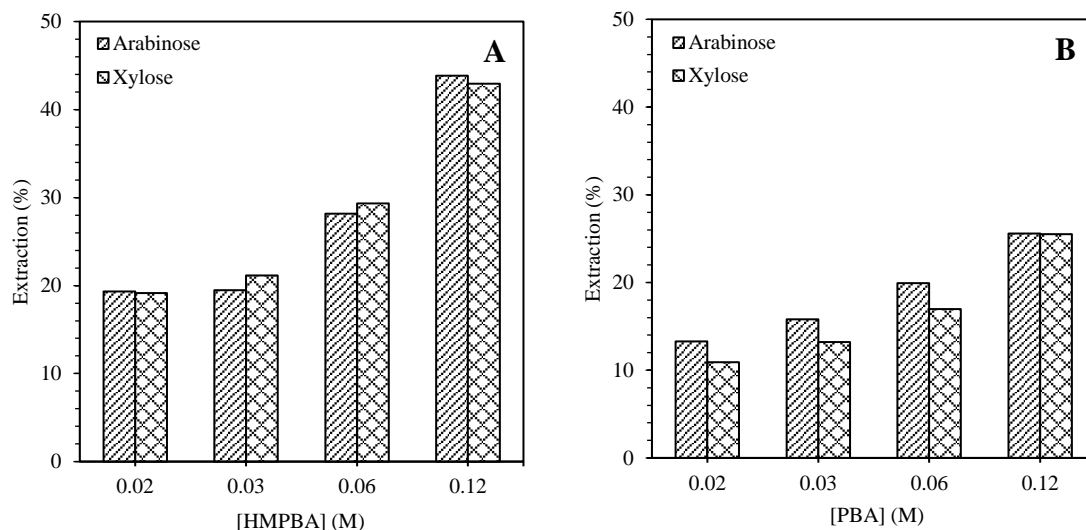 50
40
30
20
10
0
Extraction (%)
Arabinose
Xylose
A
0.02 0.03 0.06 0.12
[HMPBA] (M)
50
40
30
20
10
0
Extraction (%)
Arabinose
Xylose
B
0.02 0.03 0.06 0.12
[PBA] (M)